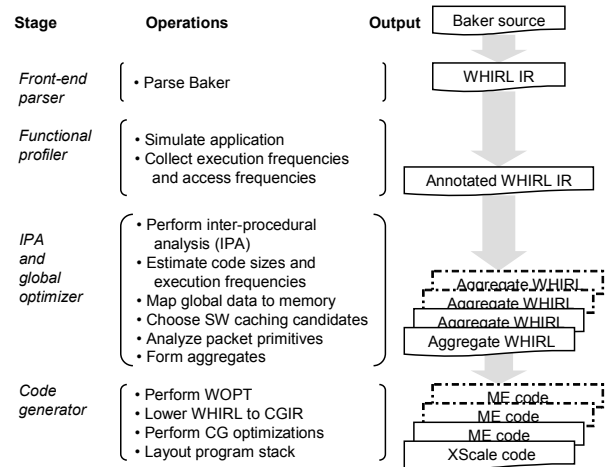 Stage
Operations
Output
Baker source
Front-end
parser
• Parse Baker
WHIRL IR
Functional
profiler
• Simulate application
• Collect execution frequencies
and access frequencies
Annotated WHIRL IR
IPA
and
global
optimizer
• Perform inter-procedural
analysis (IPA)
• Estimate code sizes and
execution frequencies
• Map global data to memory
• Choose SW caching candidates
• Analyze packet primitives
• Form aggregates
Aggregate WHIRL
Aggregate WHIRL
Aggregate WHIRL
Aggregate WHIRL
Code
generator
• Perform WOPT
• Lower WHIRL to CGIR
• Perform CG optimizations
• Layout program stack
ME code
ME code
ME code
XScale code